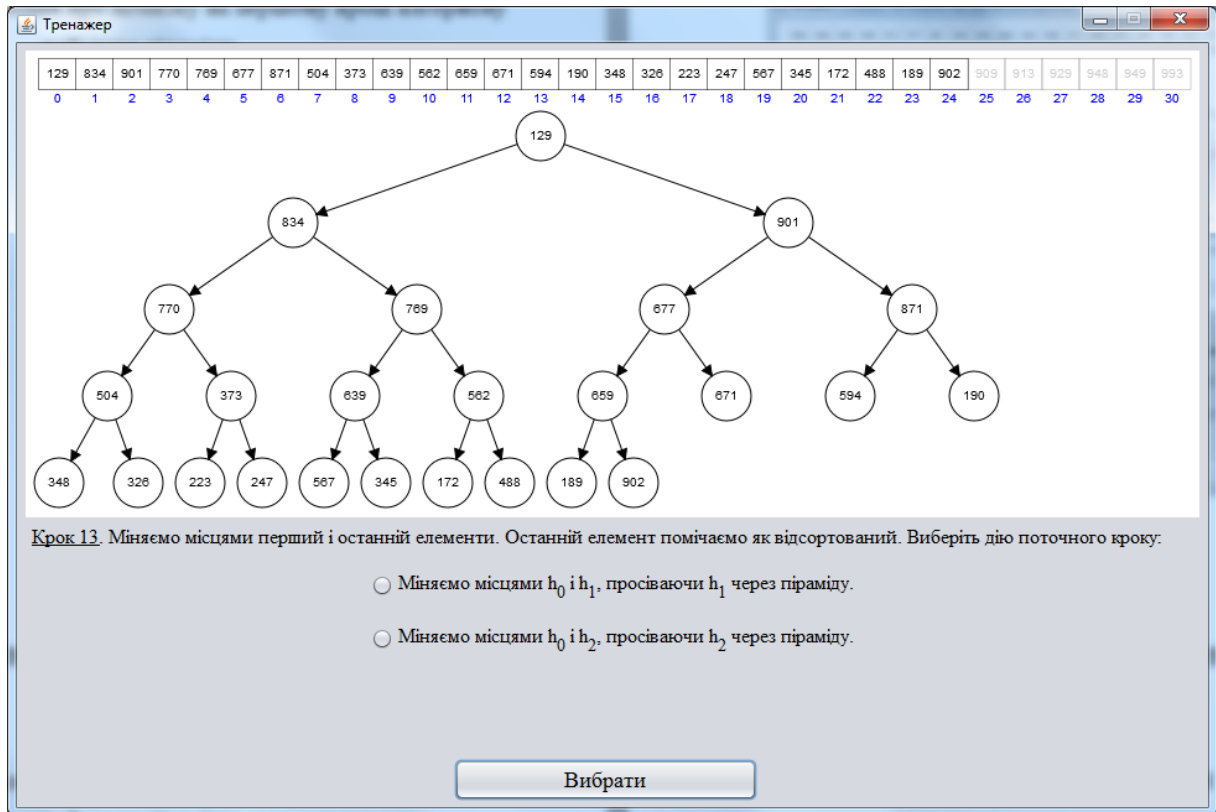 Тренажер
129 834 901 770 769 677 871 504 373 639 562 659 671 594 190 348 326 223 247 567 345 172 488 189 902 909 913 929 948 949 993
0 1 2 3 4 5 6 7 8 9 10 11 12 13 14 15 16 17 18 19 20 21 22 23 24 25 26 27 28 29 30
129
834 901
770 769 677 871
504 373 639 562 659 671 594 190
348 326 223 247 567 345 172 488 189 902
Крок 13. Міняємо місцями перший і останній елементи. Останній елемент помічаємо як відсортований. Виберіть дію поточного кроку:
Міняємо місцями h0 і h1, просіваючи h1 через піраміду.
Міняємо місцями h0 і h2, просіваючи h2 через піраміду.
Вибрати